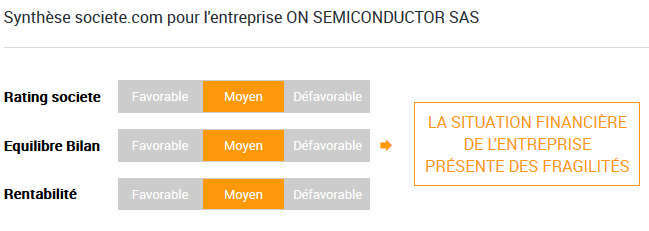 Synthèse societe.com pour l'entreprise ON SEMICONDUCTOR SAS
Rating societe Favorable Moyen Défavorable
Equilibre Bilan Favorable Moyen Défavorable
Rentabilité Favorable Moyen Défavorable
LA SITUATION FINANCIÈRE
DE L'ENTREPRISE
PRÉSENTE DES FRAGILITÉS